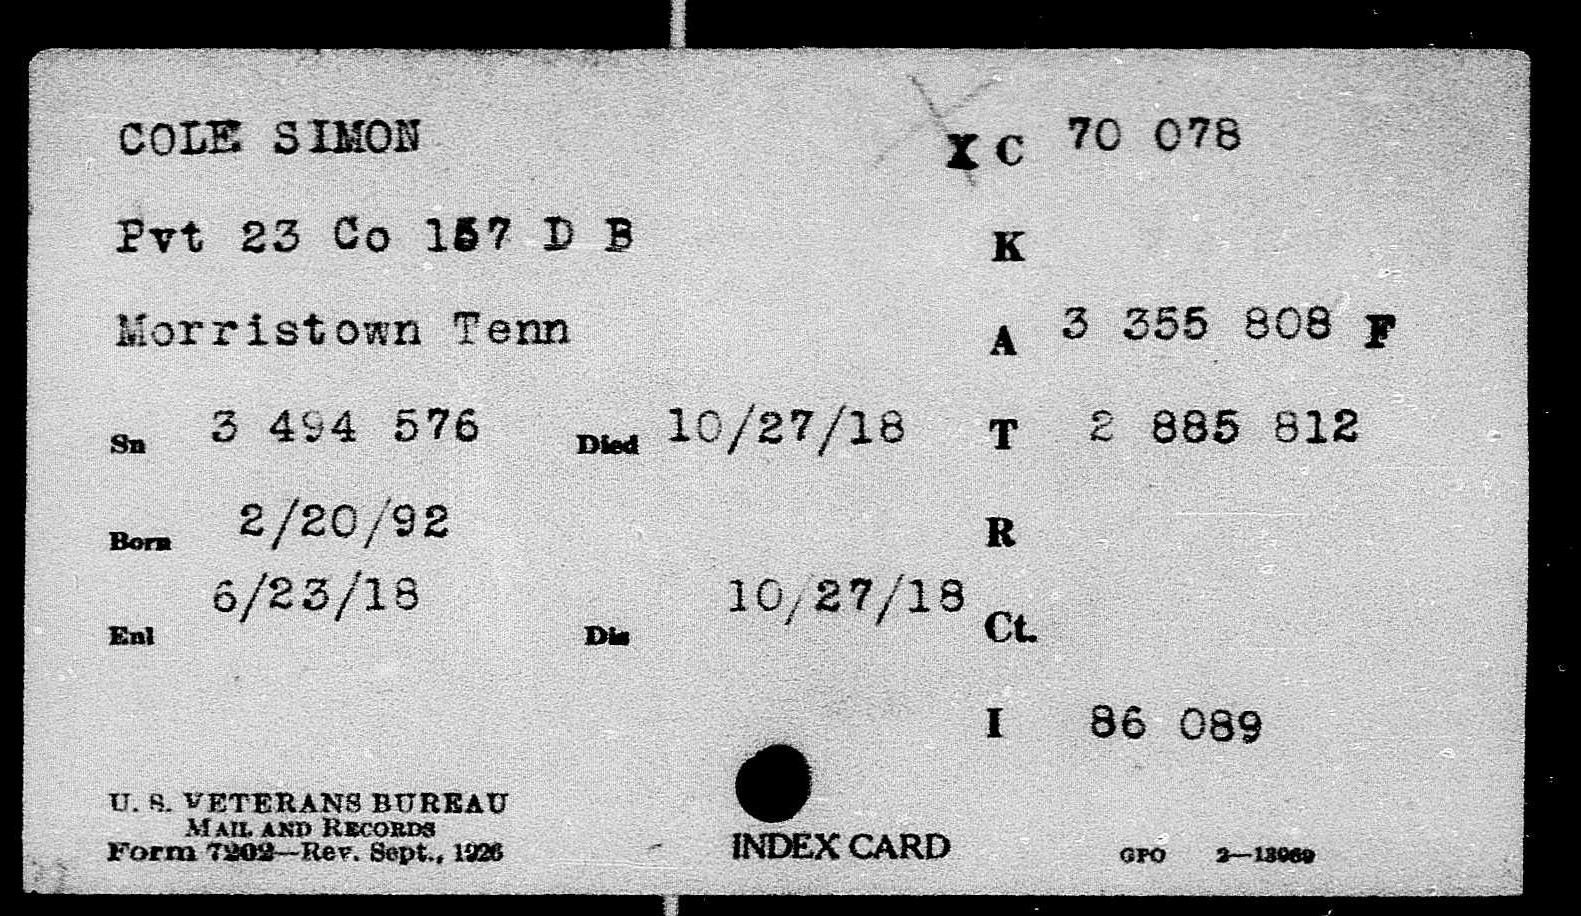 COLE SIMON X C 70 078
Pvt 23 Co 157 D B K
Morristown Tenn A 3 355 808 F
Sn 3 494 576 Died 10/27/18 T 2 885 812
Born 2/20/92 R
Enl 6/23/18 Dis 10/27/18 Ct.
I 86 089
U. S. VETERANS BUREAU
MAIL AND RECORDS
Form 7202—Rev. Sept., 1926
INDEX CARD
GPO 2—13969